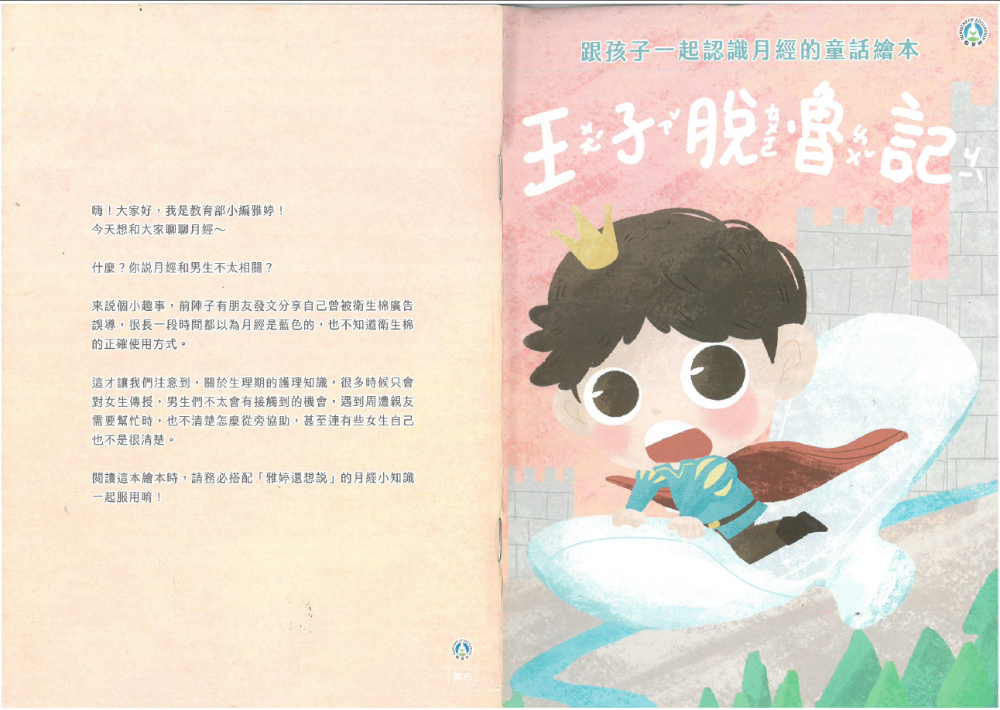 嗨！大家好，我是教育部小編雅婷！
今天想和大家聊聊月經～
什麼？你說月經和男生不太相關？
來說個小趣事，前陣子有朋友發文分享自己曾被衛生棉廣告
誤導，很長一段時間都以為月經是藍色的，也不知道衛生棉
的正確使用方式。
這才讓我們注意到，關於生理期的護理知識，很多時候只會
對女生傳授，男生們不太會有接觸到的機會，遇到周遭親友
需要幫忙時，也不清楚怎麼從旁協助，甚至連有些女生自己
也不是很清楚。
閱讀這本繪本時，請務必搭配「雅婷還想說」的月經小知識
一起服用唷！
MINISTRY OF EDUCATION
教育部
廣告
MINISTRY OF EDUCATION
教育部
跟孩子一起認識月經的童話繪本
王ㄨㄤˊ子ㄗˇ脫ㄊㄨㄛ魯ㄌㄨˇ記ㄐㄧˋ